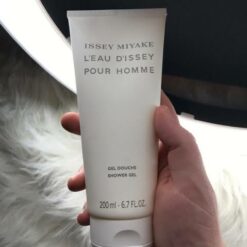 ISSEY MIYAKE
L'EAU D'ISSEY
POUR HOMME
GEL DOUCHE
SHOWER GEL
200 ml - 6.7 FL.OZ.